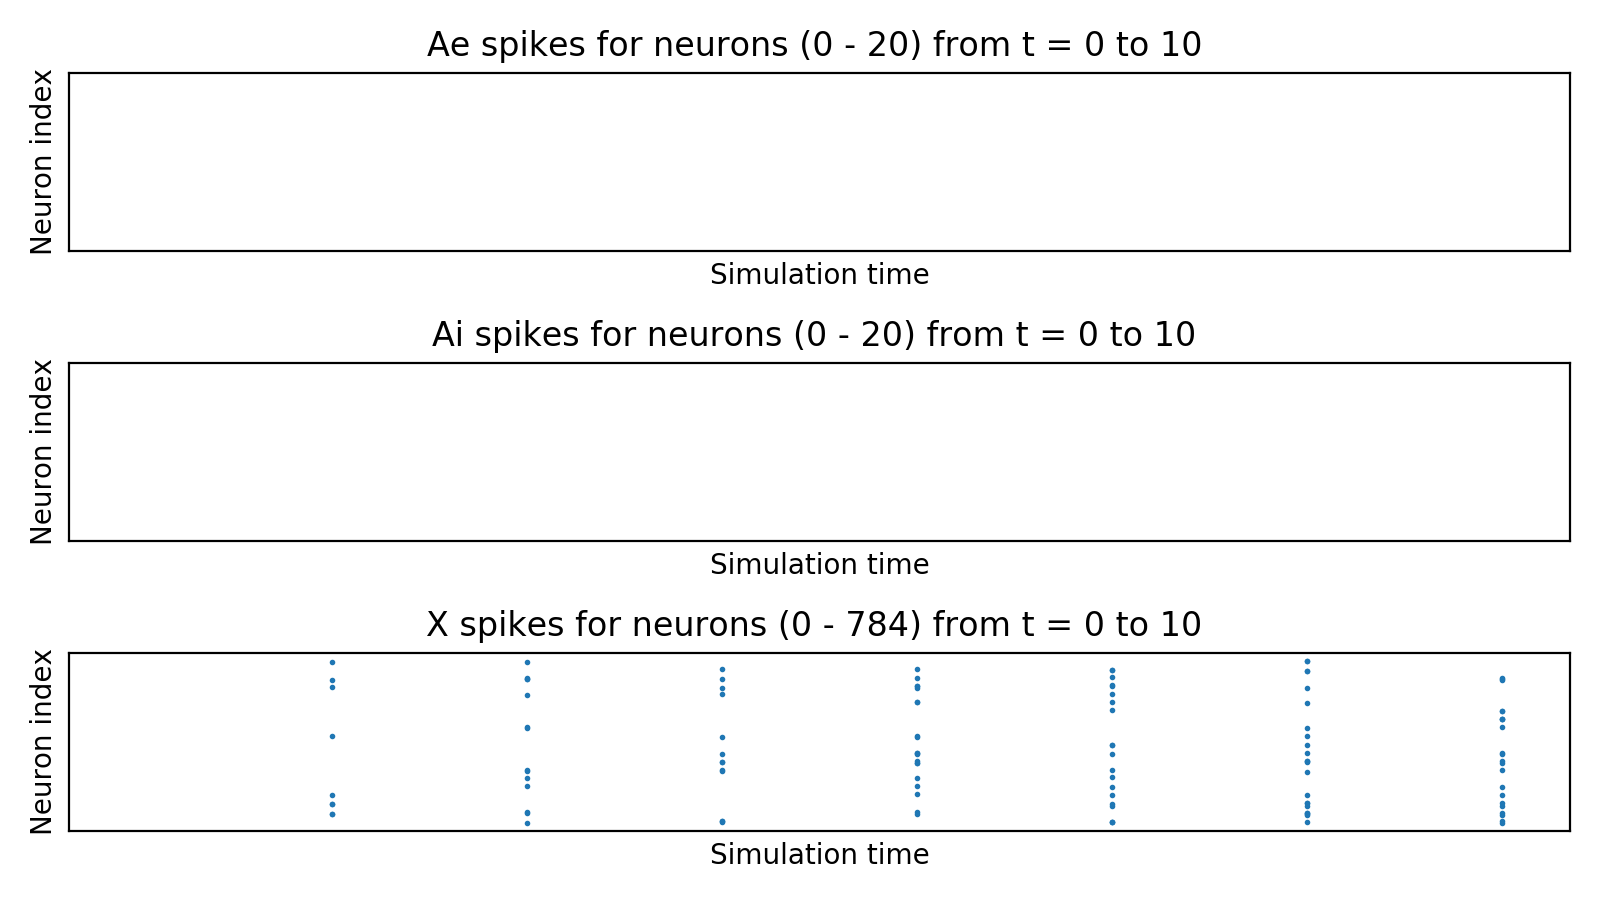 Ae spikes for neurons (0 - 20) from t = 0 to 10
Neuron index
Simulation time
Ai spikes for neurons (0 - 20) from t = 0 to 10
Neuron index
Simulation time
X spikes for neurons (0 - 784) from t = 0 to 10
Neuron index
Simulation time